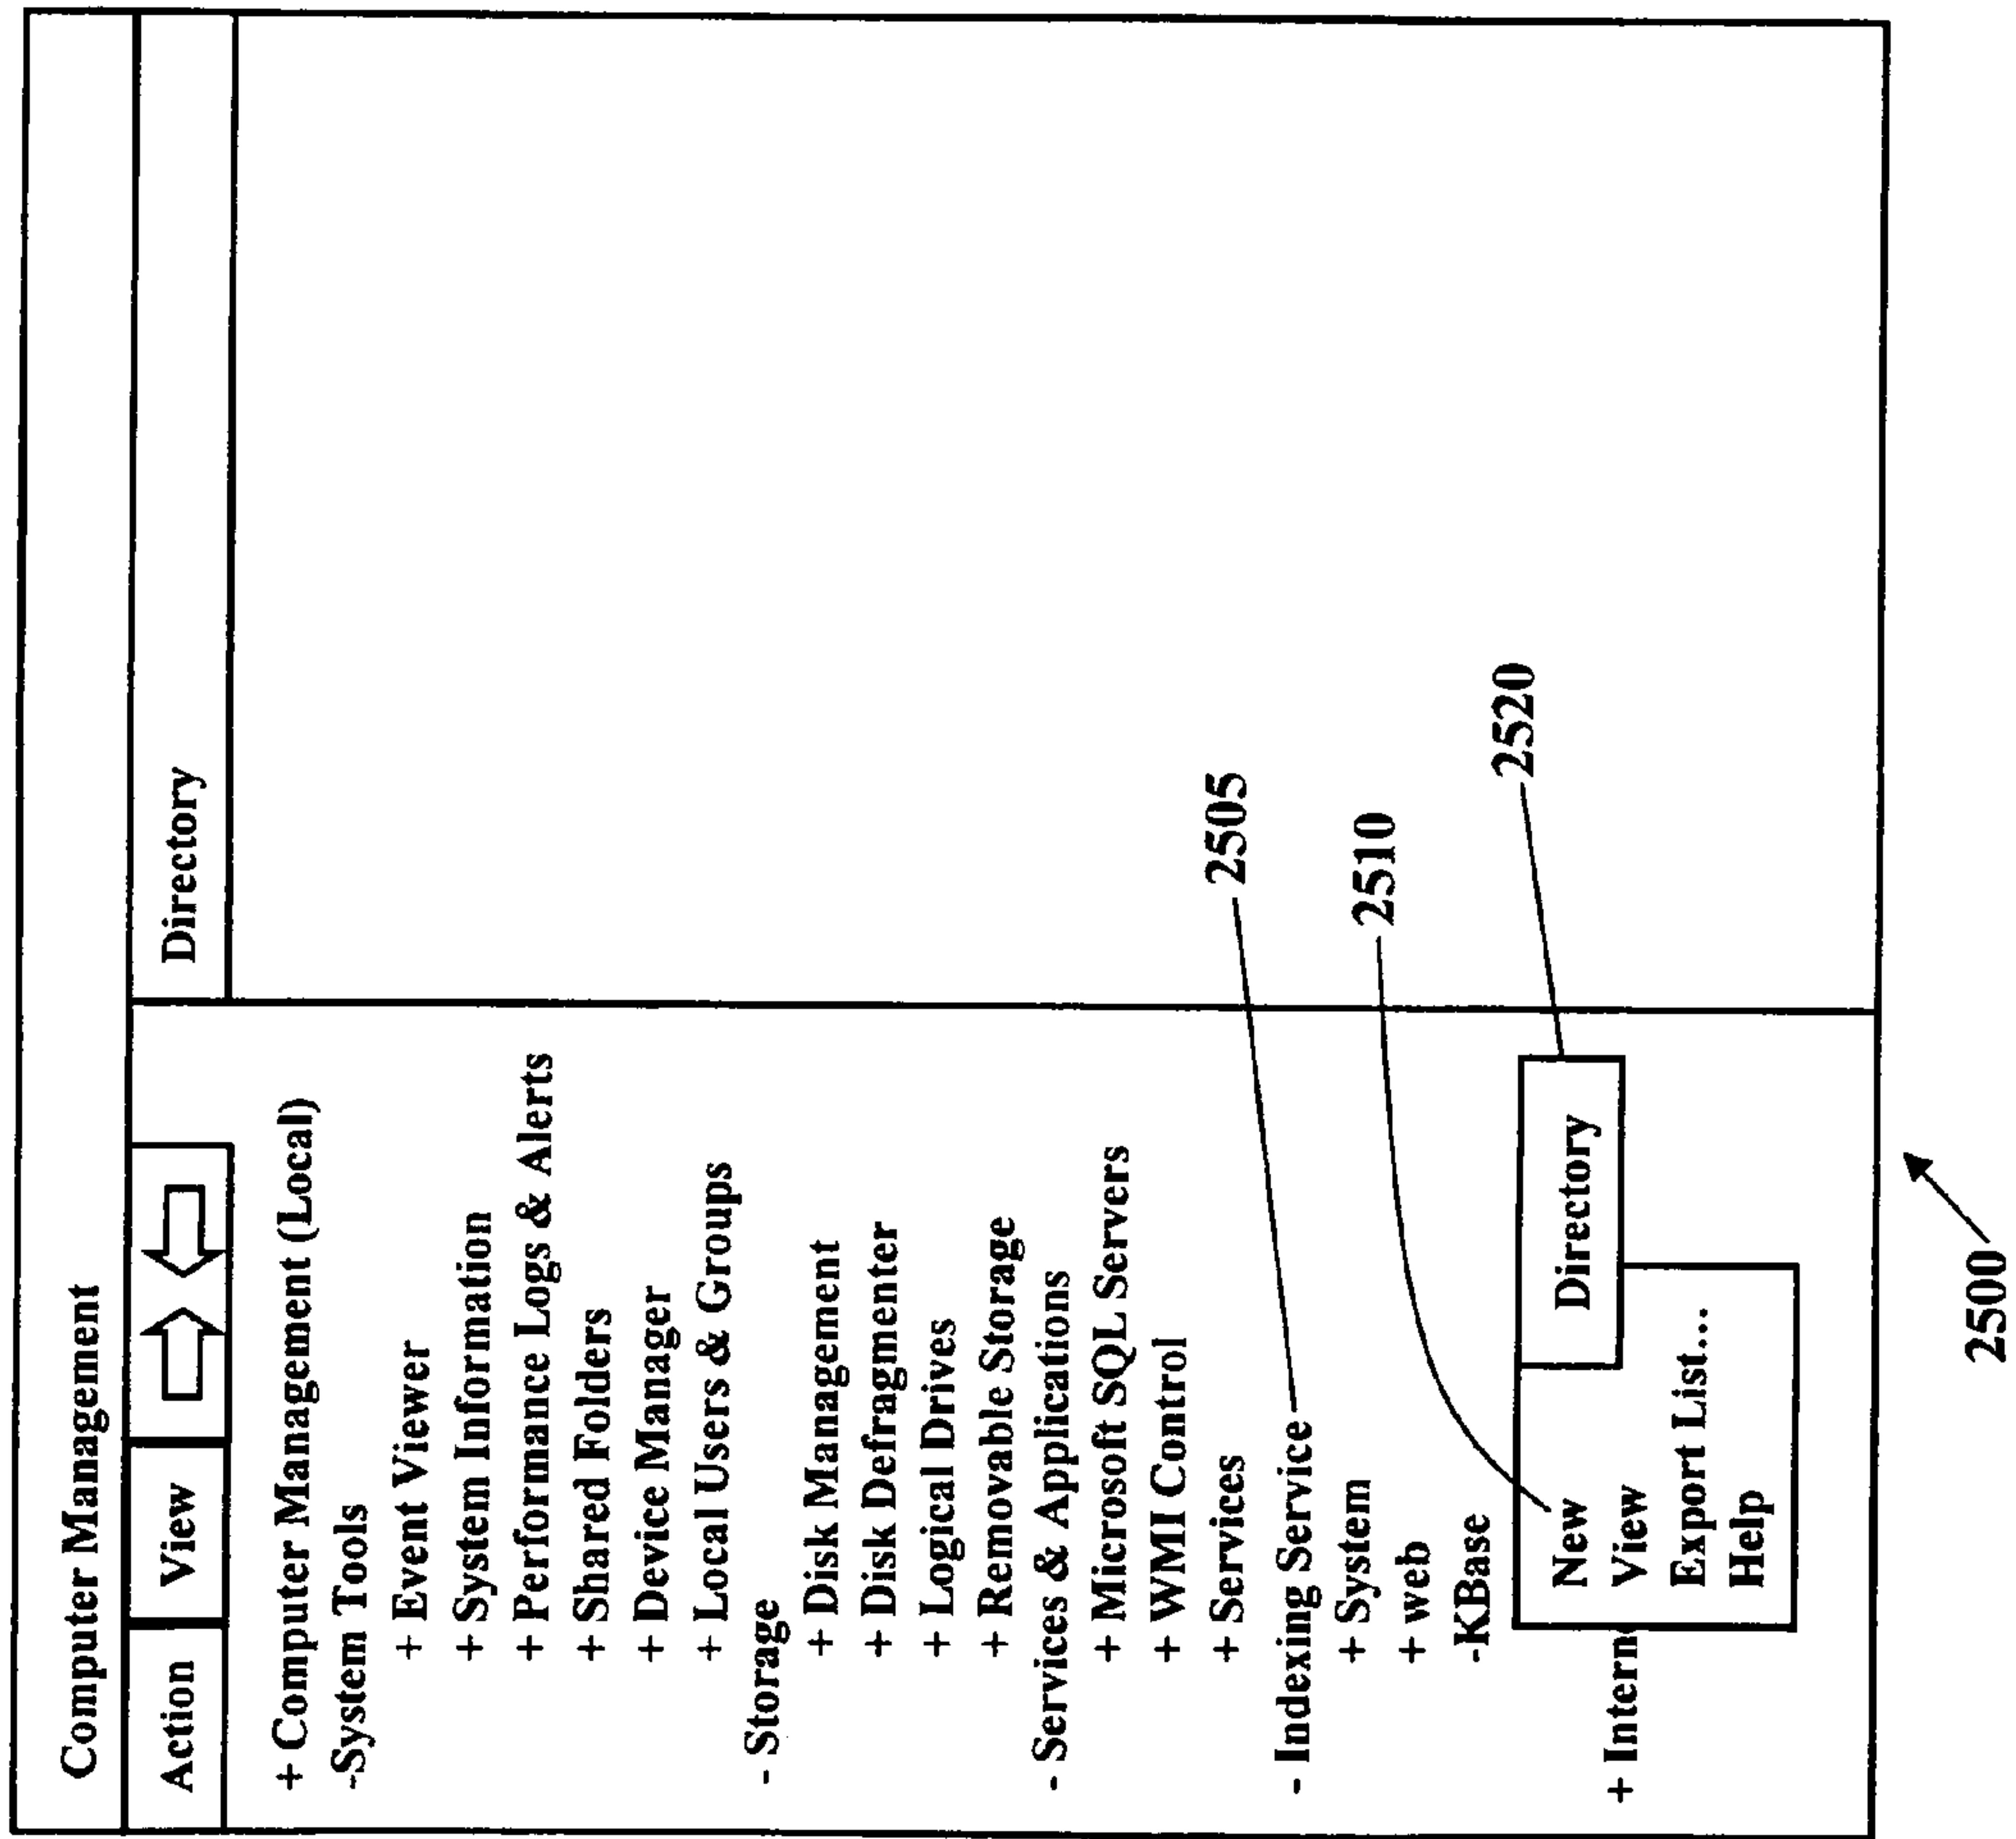 Computer Management
Action View
Directory
+ Computer Management (Local)
-System Tools
+ Event Viewer
+ System Information
+ Performance Logs & Alerts
+ Shared Folders
+ Device Manager
+ Local Users & Groups
- Storage
+ Disk Management
+ Disk Defragmenter
+ Logical Drives
+ Removable Storage
- Services & Applications
+ Microsoft SQL Servers
+ WMI Control
+ Services
2505
- Indexing Service
+ System
2510
+ web
-KBase
2520
New
Directory
+ Intern
View
Export List...
Help
2500